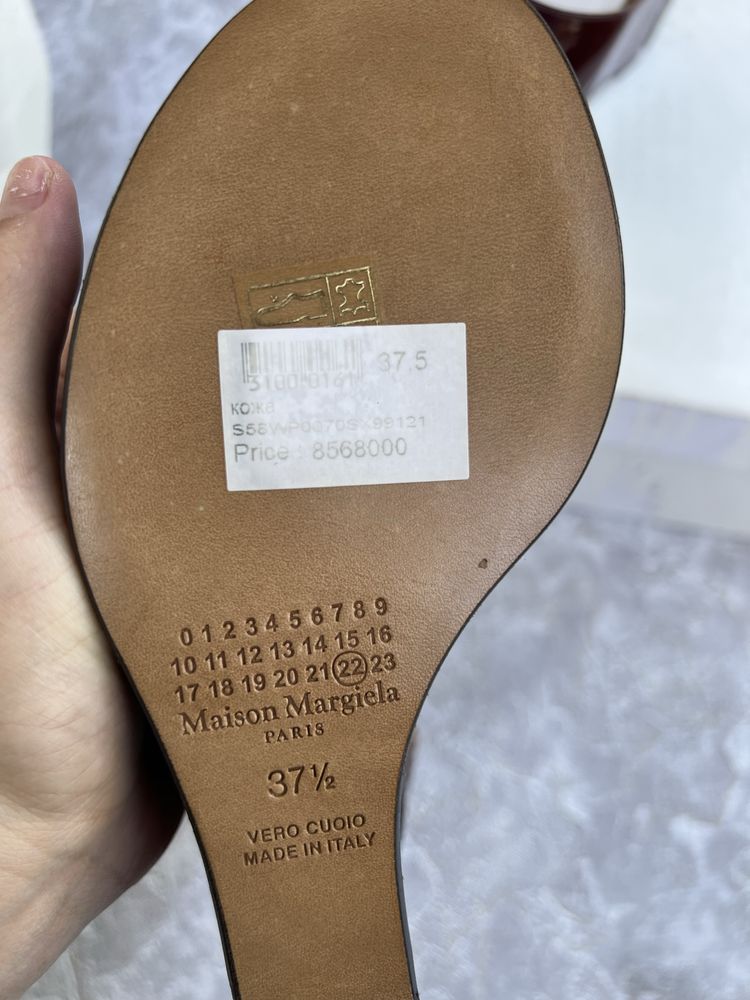 37.5
31000161
кожа
S58WP0070SX99121
Price : 8568000
0 1 2 3 4 5 6 7 8 9
10 11 12 13 14 15 16
17 18 19 20 21 22 23
Maison Margiela
PARIS
37½
VERO CUOIO
MADE IN ITALY